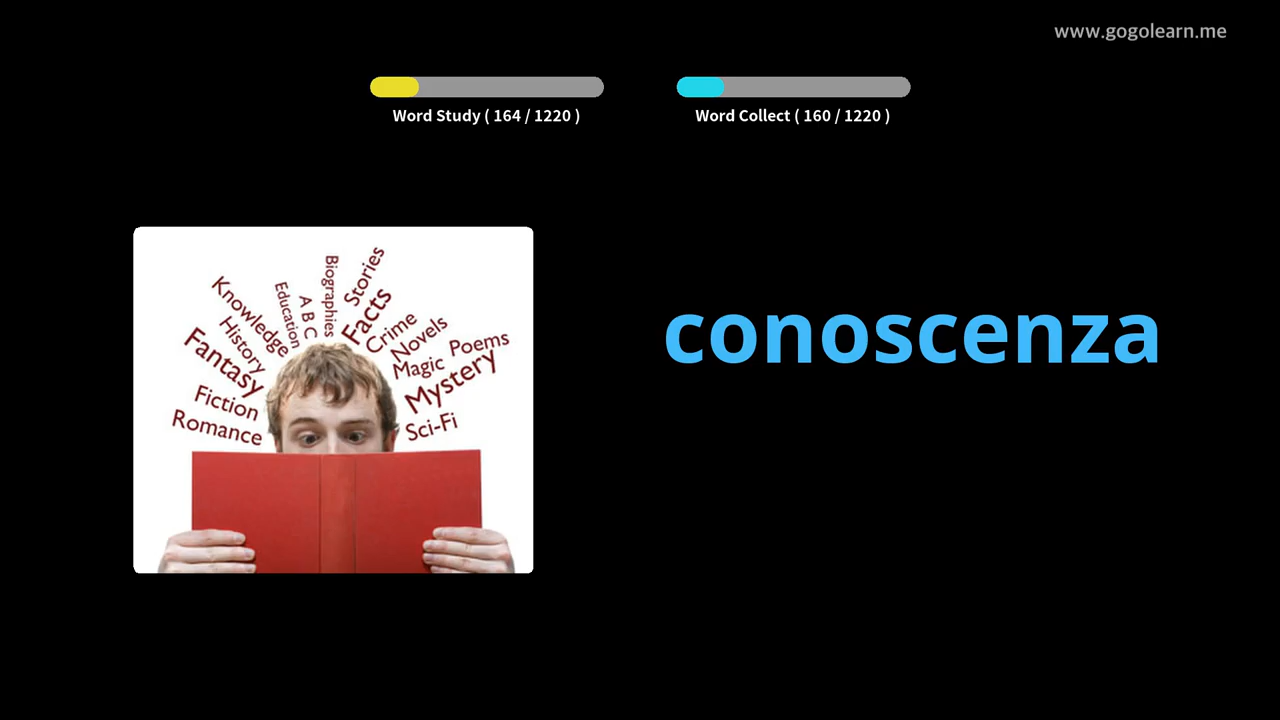 www.gogolearn.me
Word Study ( 164 / 1220 )
Word Collect ( 160 / 1220 )
Knowledge
Education
A B C
Biographies
Stories
Facts
Crime
Novels
Poems
Magic
Mystery
Sci-Fi
History
Fantasy
Fiction
Romance
conoscenza